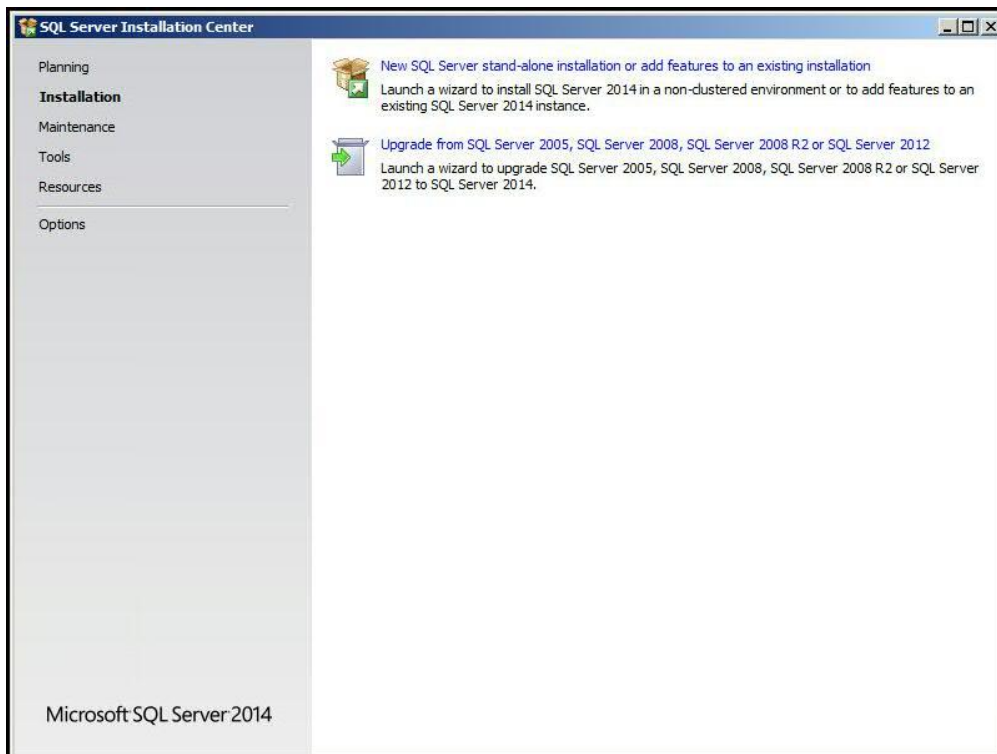 SQL Server Installation Center
Planning
Installation
Maintenance
Tools
Resources
Options
New SQL Server stand-alone installation or add features to an existing installation
Launch a wizard to install SQL Server 2014 in a non-clustered environment or to add features to an
existing SQL Server 2014 instance.
Upgrade from SQL Server 2005, SQL Server 2008, SQL Server 2008 R2 or SQL Server 2012
Launch a wizard to upgrade SQL Server 2005, SQL Server 2008, SQL Server 2008 R2 or SQL Server
2012 to SQL Server 2014.
Microsoft SQL Server 2014